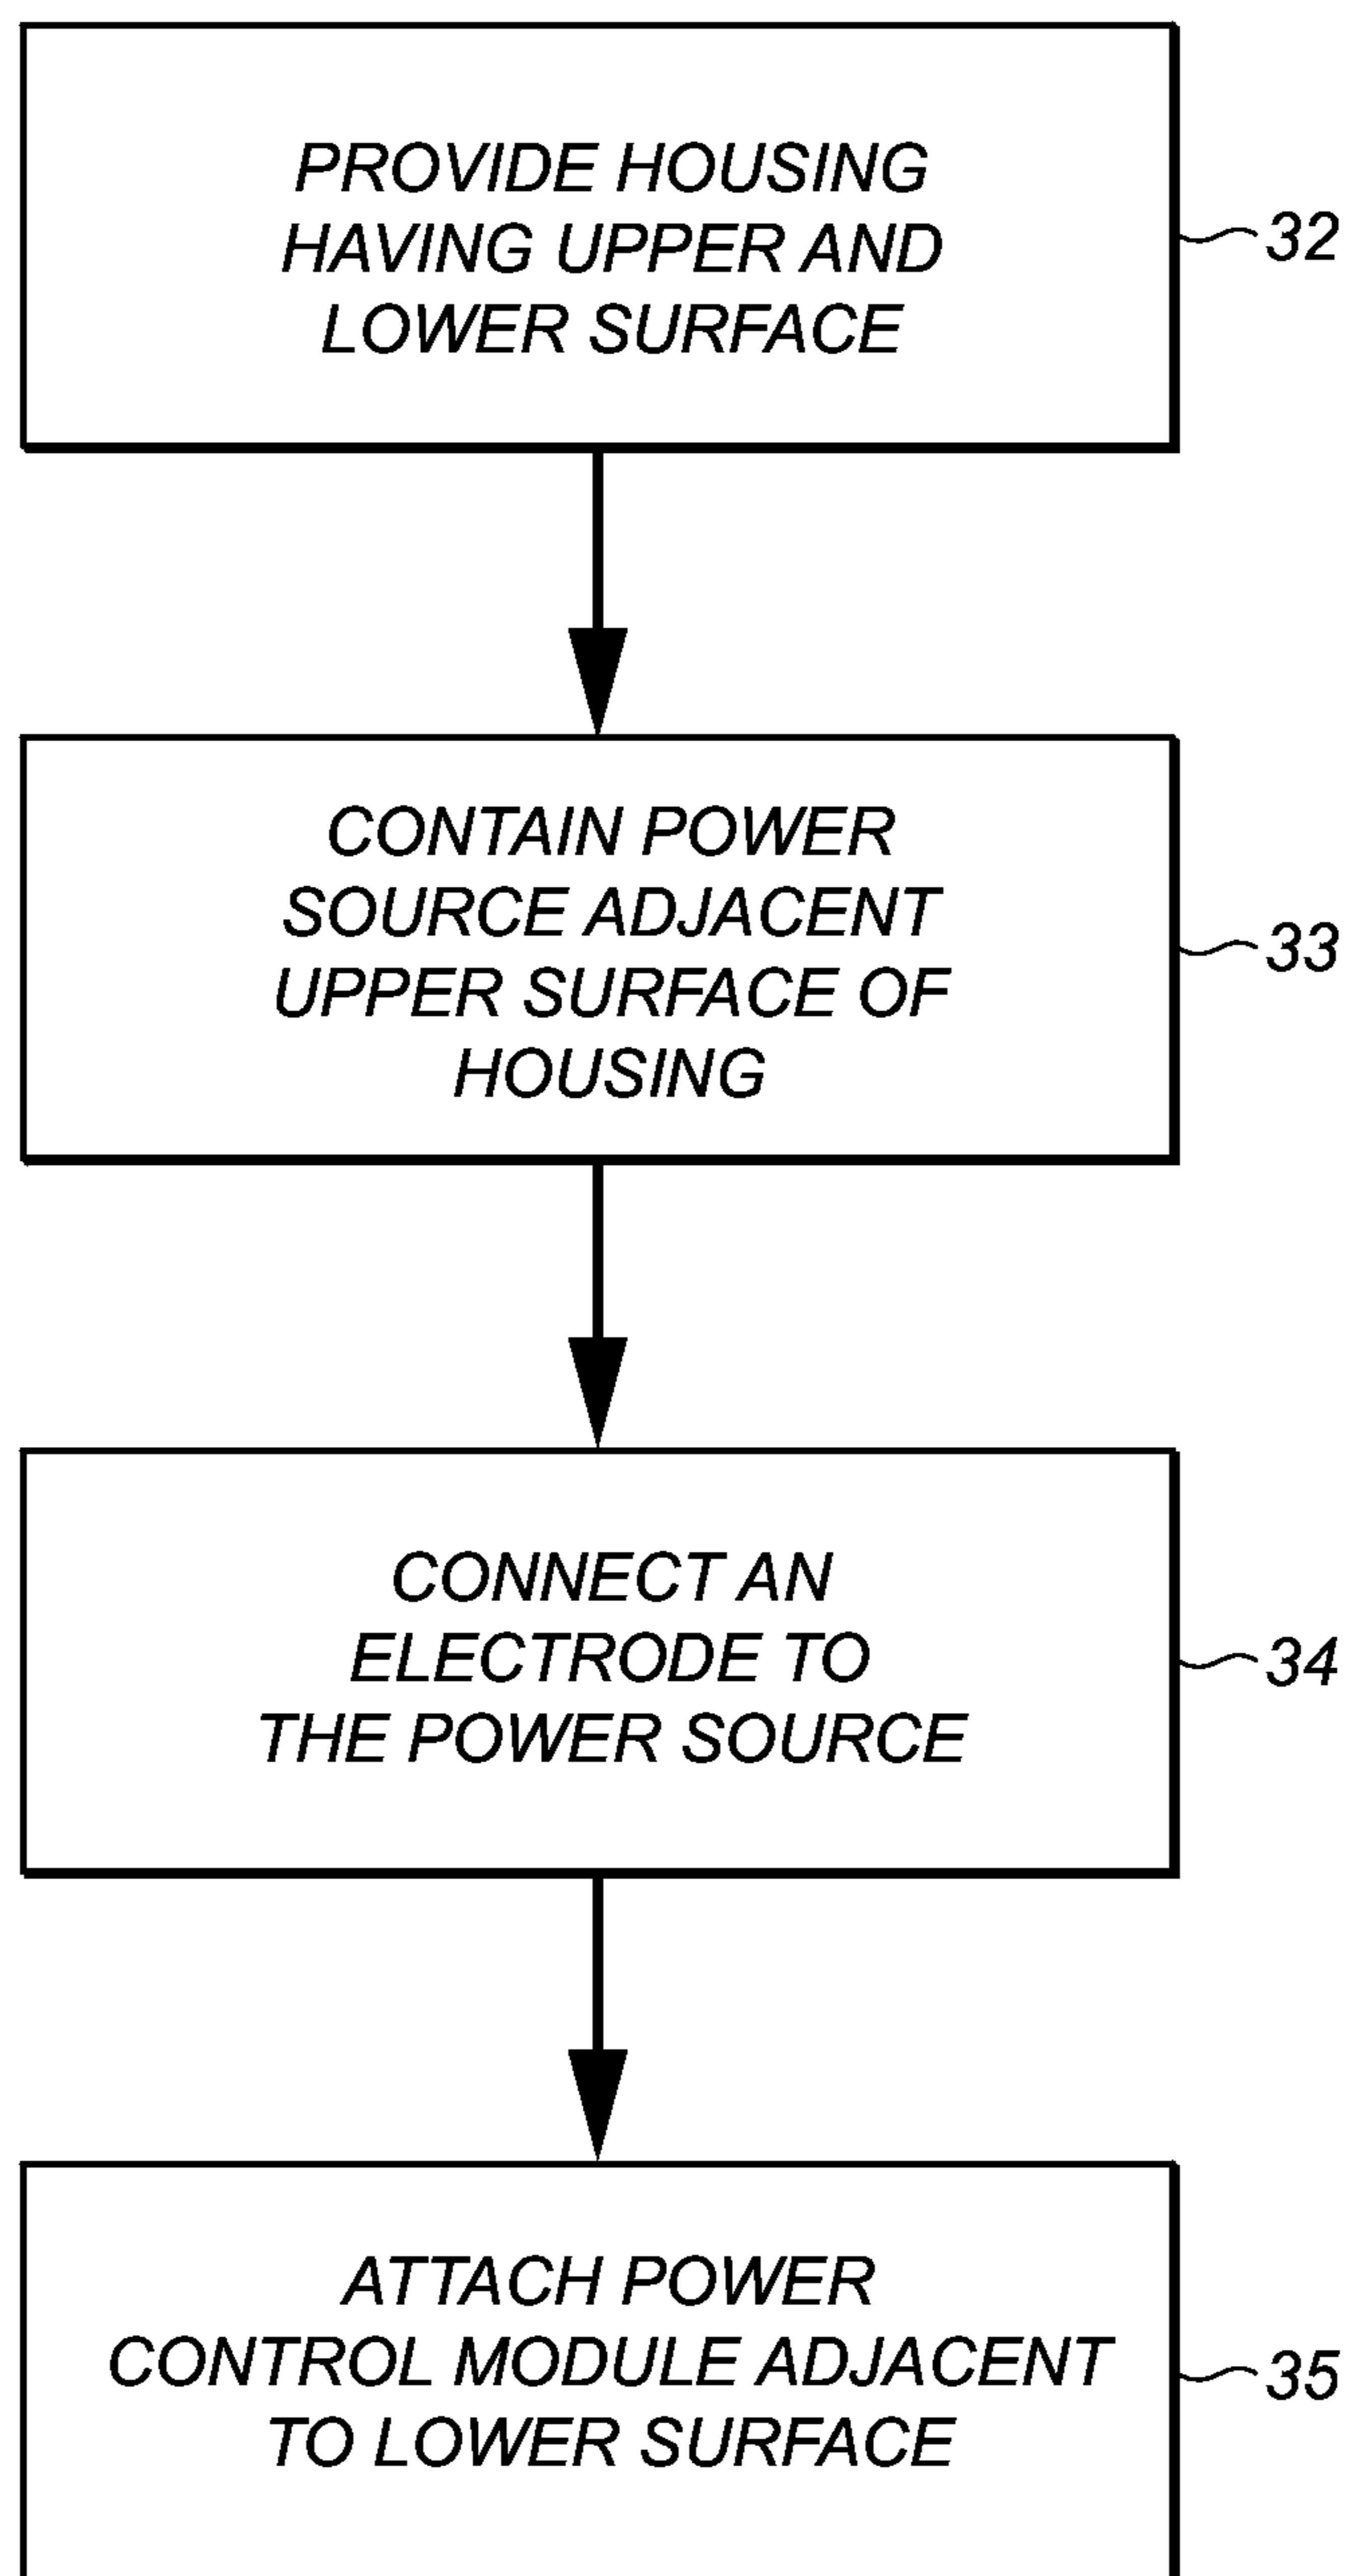 PROVIDE HOUSING
HAVING UPPER AND
LOWER SURFACE
32
CONTAIN POWER
SOURCE ADJACENT
UPPER SURFACE OF
HOUSING
33
CONNECT AN
ELECTRODE TO
THE POWER SOURCE
34
ATTACH POWER
CONTROL MODULE ADJACENT
TO LOWER SURFACE
35